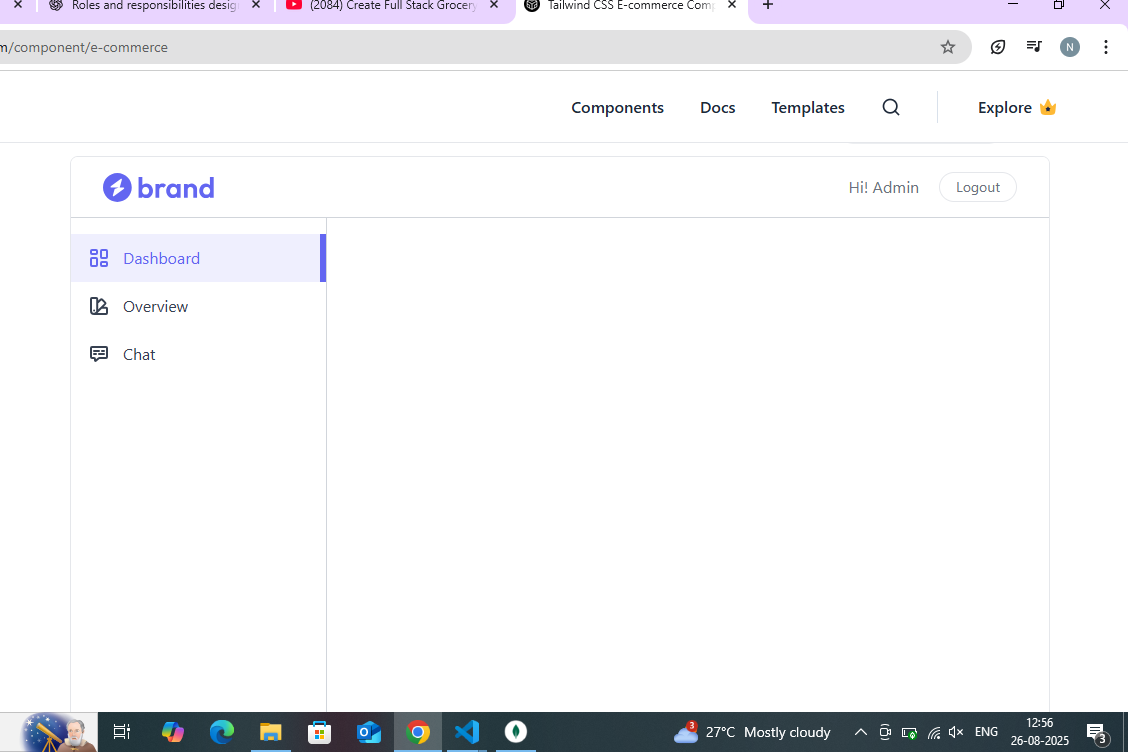 Roles and responsibilities desig
(2084) Create Full Stack Grocery
Tailwind CSS E-commerce Comp
m/component/e-commerce
N
Components
Docs
Templates
Explore
brand
Hi! Admin
Logout
Dashboard
Overview
Chat
3
27°C Mostly cloudy
ENG
12:56
26-08-2025
3